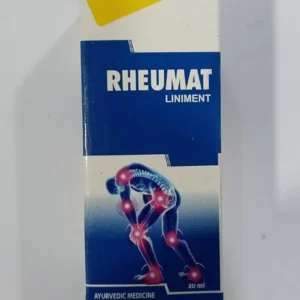 RHEUMAT
LINIMENT
30 ml
AYURVEDIC MEDICINE